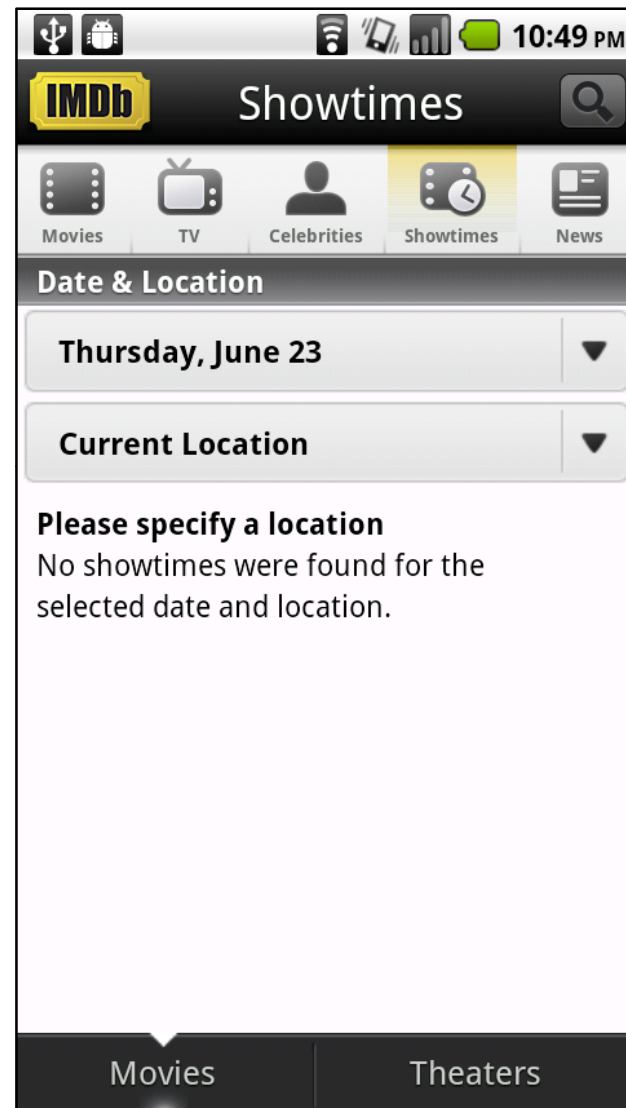 10:49 PM
IMDb Showtimes
Movies TV Celebrities Showtimes News
Date & Location
Thursday, June 23
Current Location
Please specify a location
No showtimes were found for the
selected date and location.
Movies Theaters